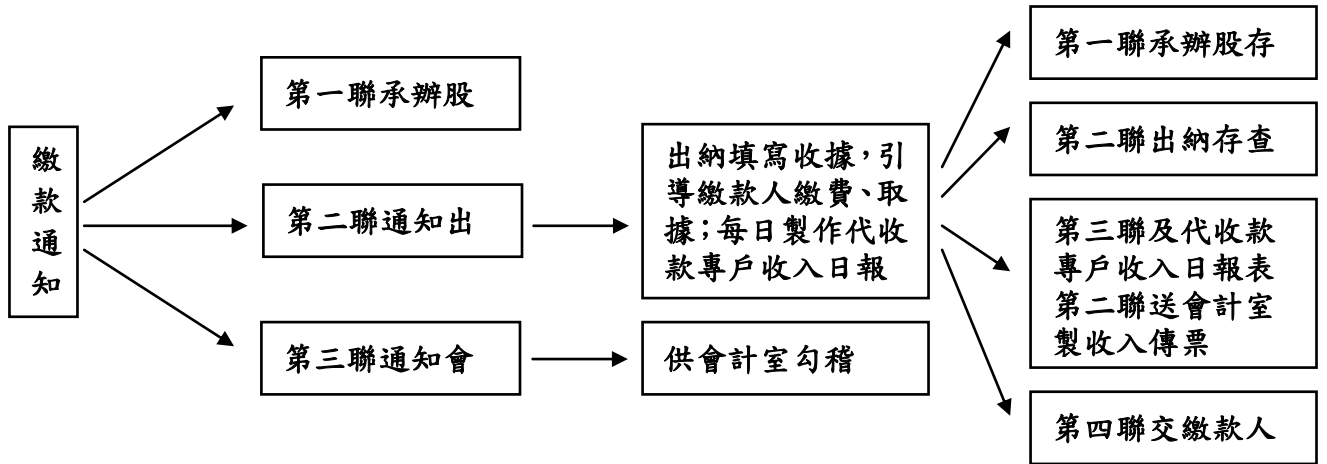 繳
款
通
知
第一聯承辦股
第二聯通知出
第三聯通知會
出納填寫收據，引
導繳款人繳費、取
據；每日製作代收
款專戶收入日報
供會計室勾稽
第一聯承辦股存
第二聯出納存查
第三聯及代收款
專戶收入日報表
第二聯送會計室
製收入傳票
第四聯交繳款人